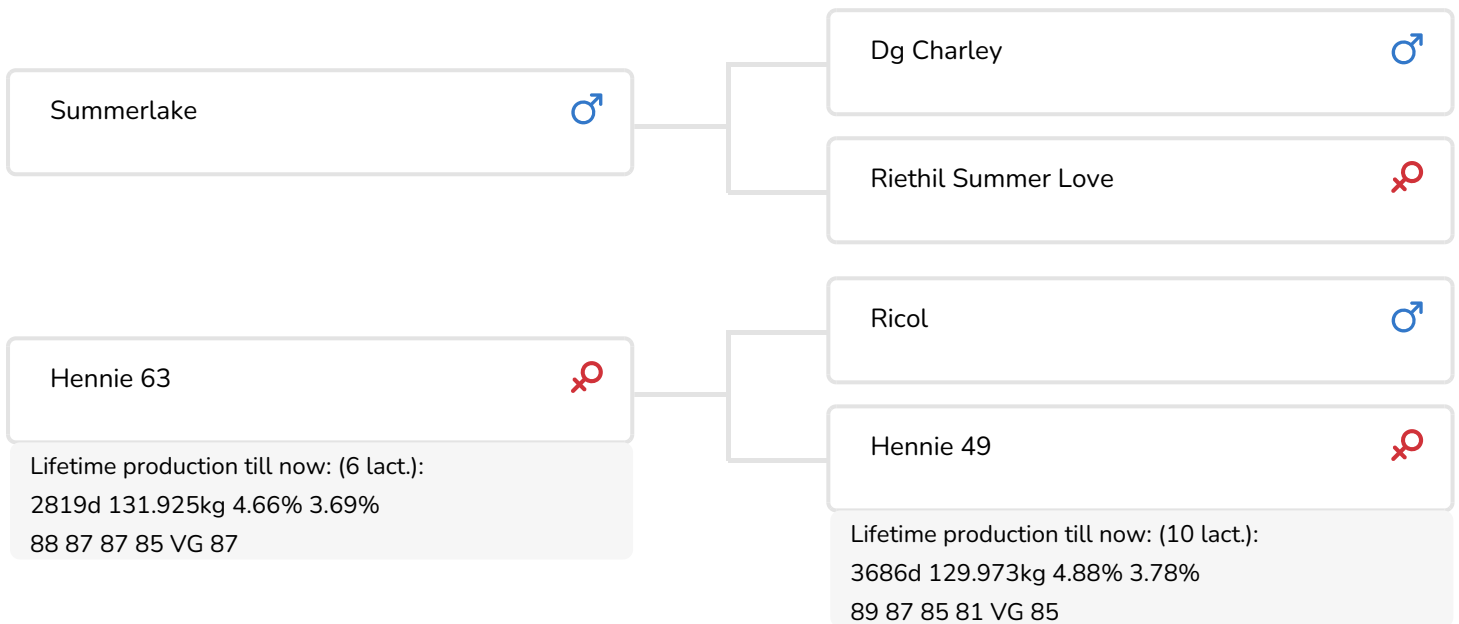 Dg Charley
Summerlake
Riethil Summer Love
Ricol
Hennie 63
Hennie 49
Lifetime production till now: (6 lact.):
2819d 131.925kg 4.66% 3.69%
88 87 87 85 VG 87
Lifetime production till now: (10 lact.):
3686d 129.973kg 4.88% 3.78%
89 87 85 81 VG 85